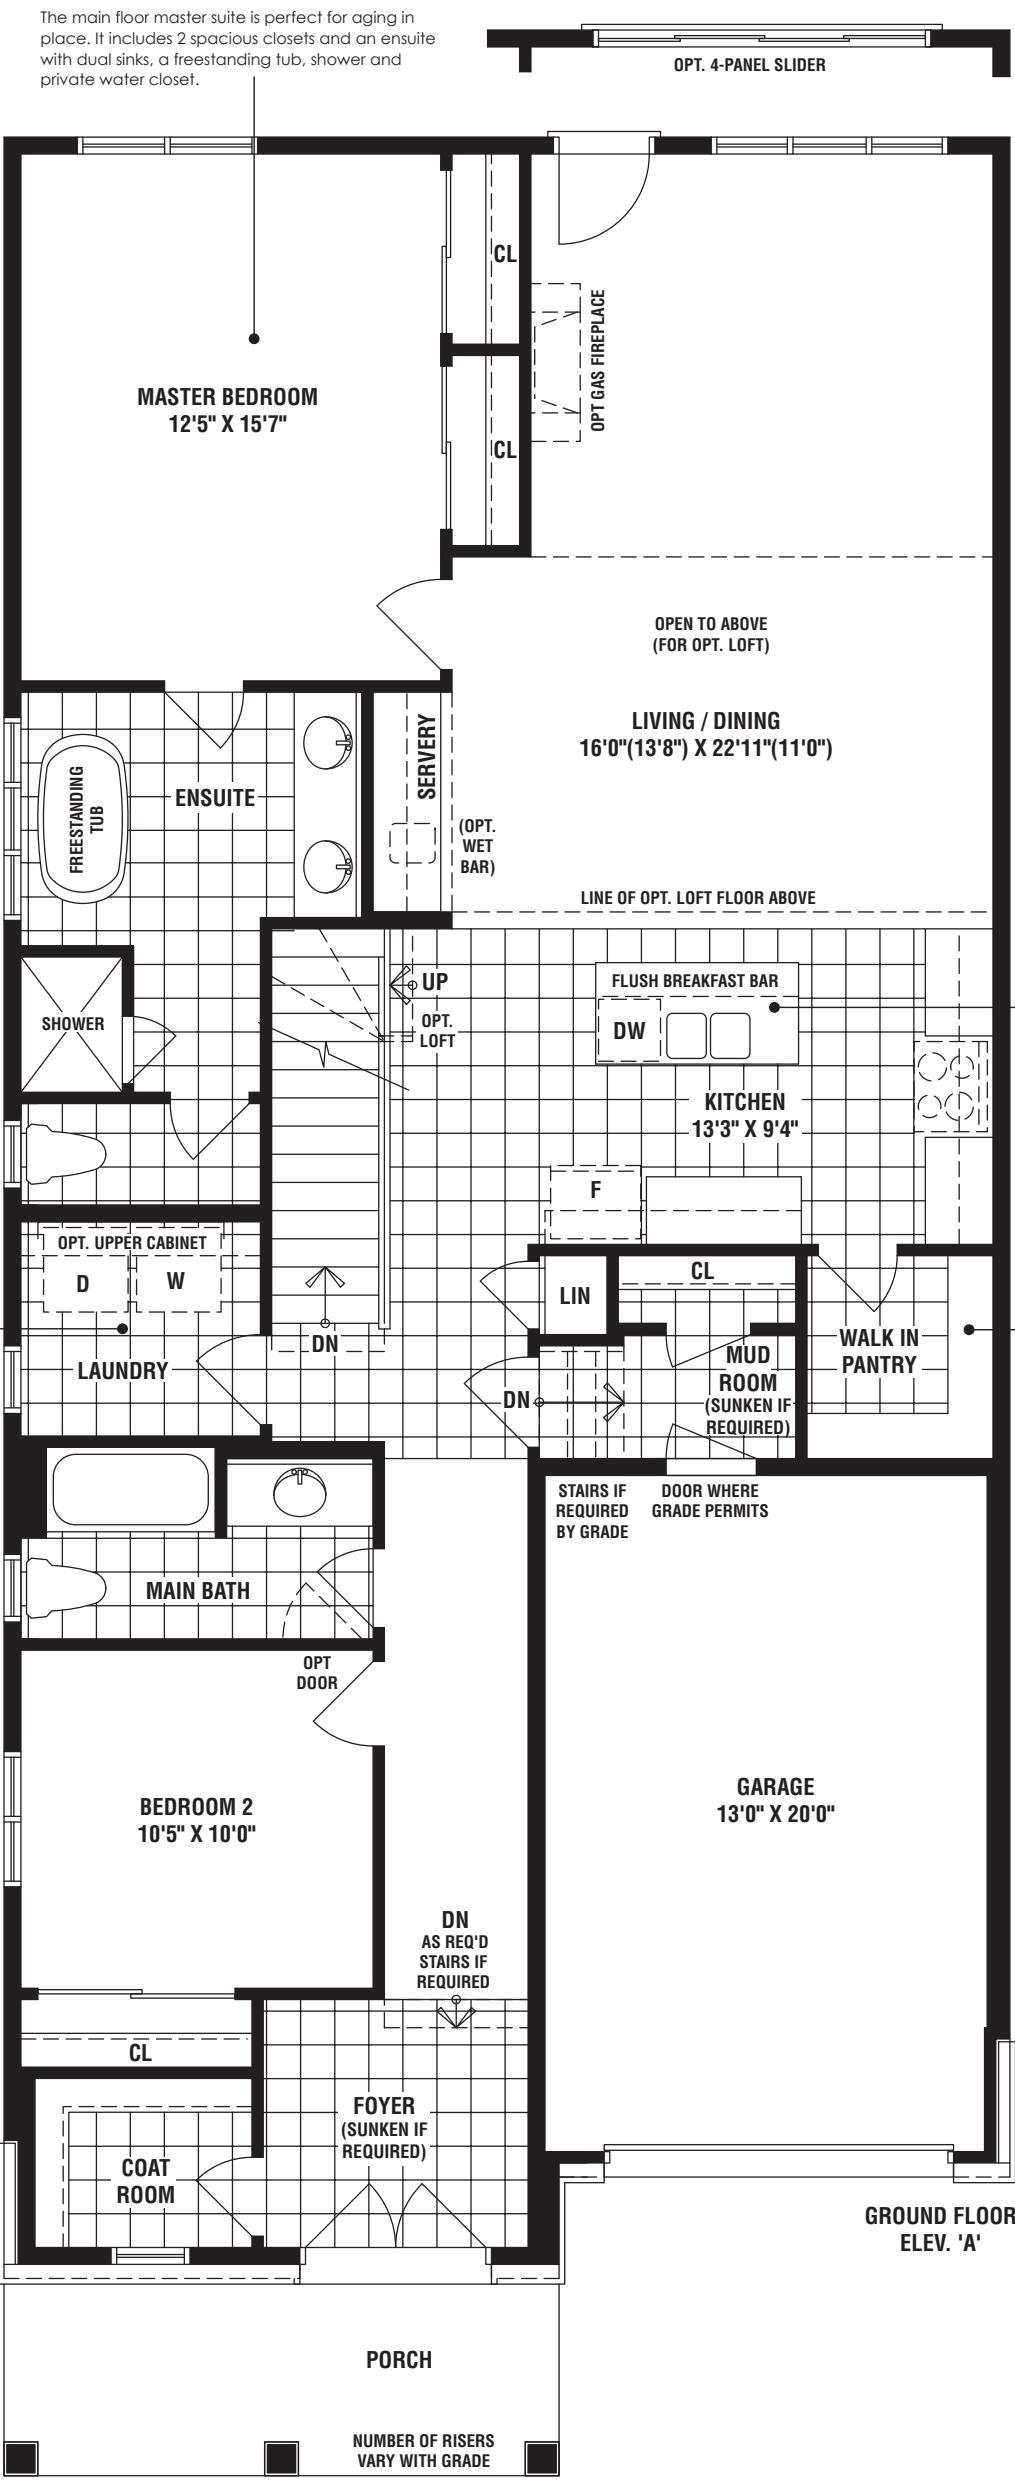 The main floor master suite is perfect for aging in
place. It includes 2 spacious closets and an ensuite
with dual sinks, a freestanding tub, shower and
private water closet.
OPT. 4-PANEL SLIDER
CL
OPT GAS FIREPLACE
MASTER BEDROOM
12'5" X 15'7"
CL
OPEN TO ABOVE
(FOR OPT. LOFT)
LIVING / DINING
16'0"(13'8") X 22'11"(11'0")
SERVERY
(OPT.
WET
BAR)
FREESTANDING
TUB
ENSUITE
LINE OF OPT. LOFT FLOOR ABOVE
UP
OPT.
LOFT
FLUSH BREAKFAST BAR
DW
SHOWER
KITCHEN
13'3" X 9'4"
F
OPT. UPPER CABINET
D
W
LAUNDRY
DN
LIN
CL
WALK IN
PANTRY
MUD
ROOM
(SUNKEN IF
REQUIRED)
DN
STAIRS IF
REQUIRED
BY GRADE
DOOR WHERE
GRADE PERMITS
MAIN BATH
OPT
DOOR
BEDROOM 2
10'5" X 10'0"
GARAGE
13'0" X 20'0"
DN
AS REQ'D
STAIRS IF
REQUIRED
CL
FOYER
(SUNKEN IF
REQUIRED)
COAT
ROOM
GROUND FLOOR
ELEV. 'A'
PORCH
NUMBER OF RISERS
VARY WITH GRADE